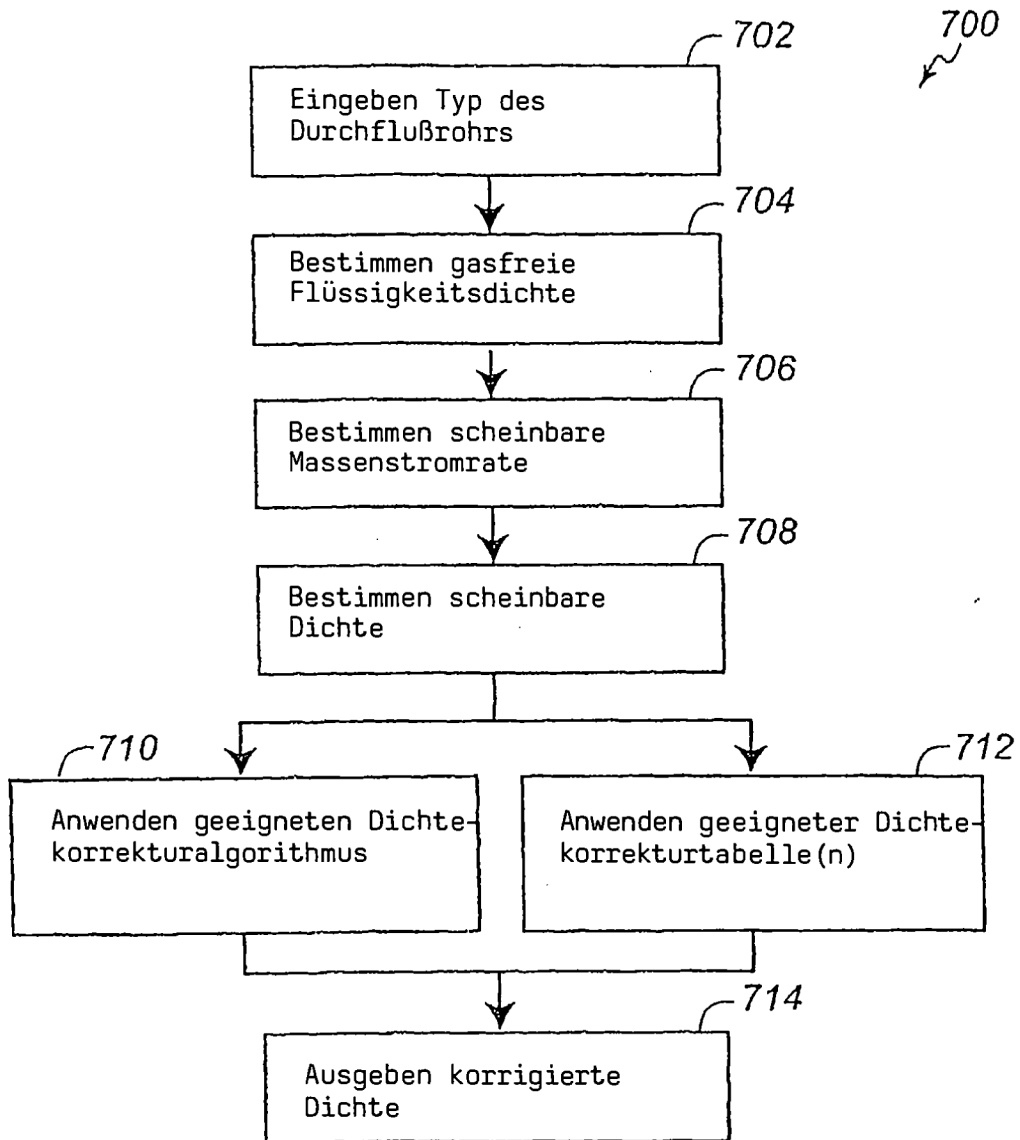 702
700
Eingeben Typ des
Durchflußrohrs
704
Bestimmen gasfreie
Flüssigkeitsdichte
706
Bestimmen scheinbare
Massenstromrate
708
Bestimmen scheinbare
Dichte
710
Anwenden geeigneten Dichte-
korrekturalgorithmus
712
Anwenden geeigneter Dichte-
korrekturtabelle(n)
714
Ausgeben korrigierte
Dichte